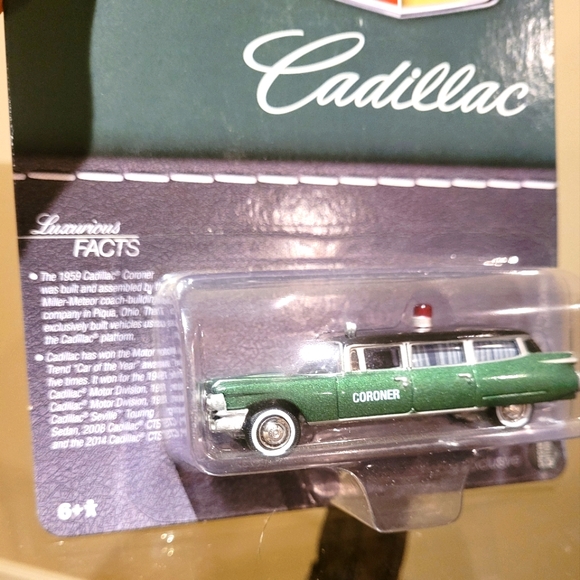 Cadillac
Luxurious
FACTS
• The 1959 Cadillac® Coroner
was built and assembled by
Miller-Meteor coach-building
company in Piqua, Ohio. The
exclusively built vehicles
the Cadillac® platform.
• Cadillac has won the Motor
Trend "Car of the Year" award
five times. It won for the
Cadillac® Motor Division,
Cadillac® Motor Division,
Cadillac® Seville® Touring
Sedan, 2008 Cadillac® CTS
and the 2014 Cadillac® CTS
CORONER
6+